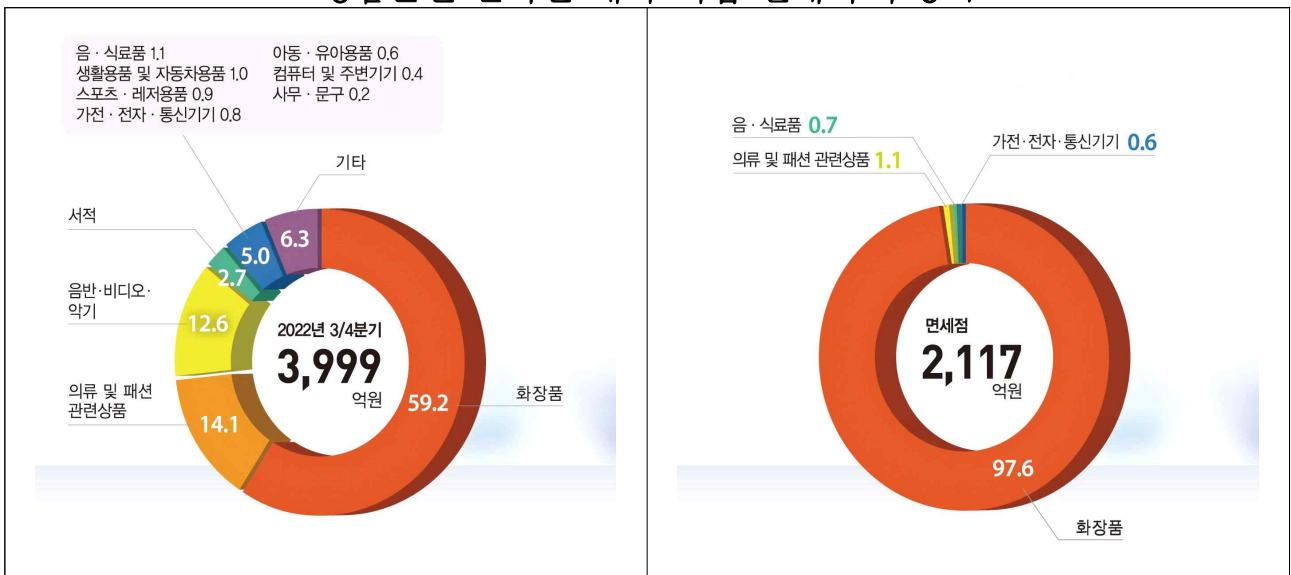 음·식료품 1.1
생활용품 및 자동차용품 1.0
스포츠·레저용품 0.9
가전·전자·통신기기 0.8
아동·유아용품 0.6
컴퓨터 및 주변기기 0.4
사무·문구 0.2
기타
서적
6.3
5.0
2.7
음반·비디오·
악기
12.6
2022년 3/4분기
3,999
억원
의류 및 패션
관련상품
14.1
59.2
화장품
음·식료품 0.7
의류 및 패션 관련상품 1.1
가전·전자·통신기기 0.6
면세점
2,117
억원
97.6
화장품